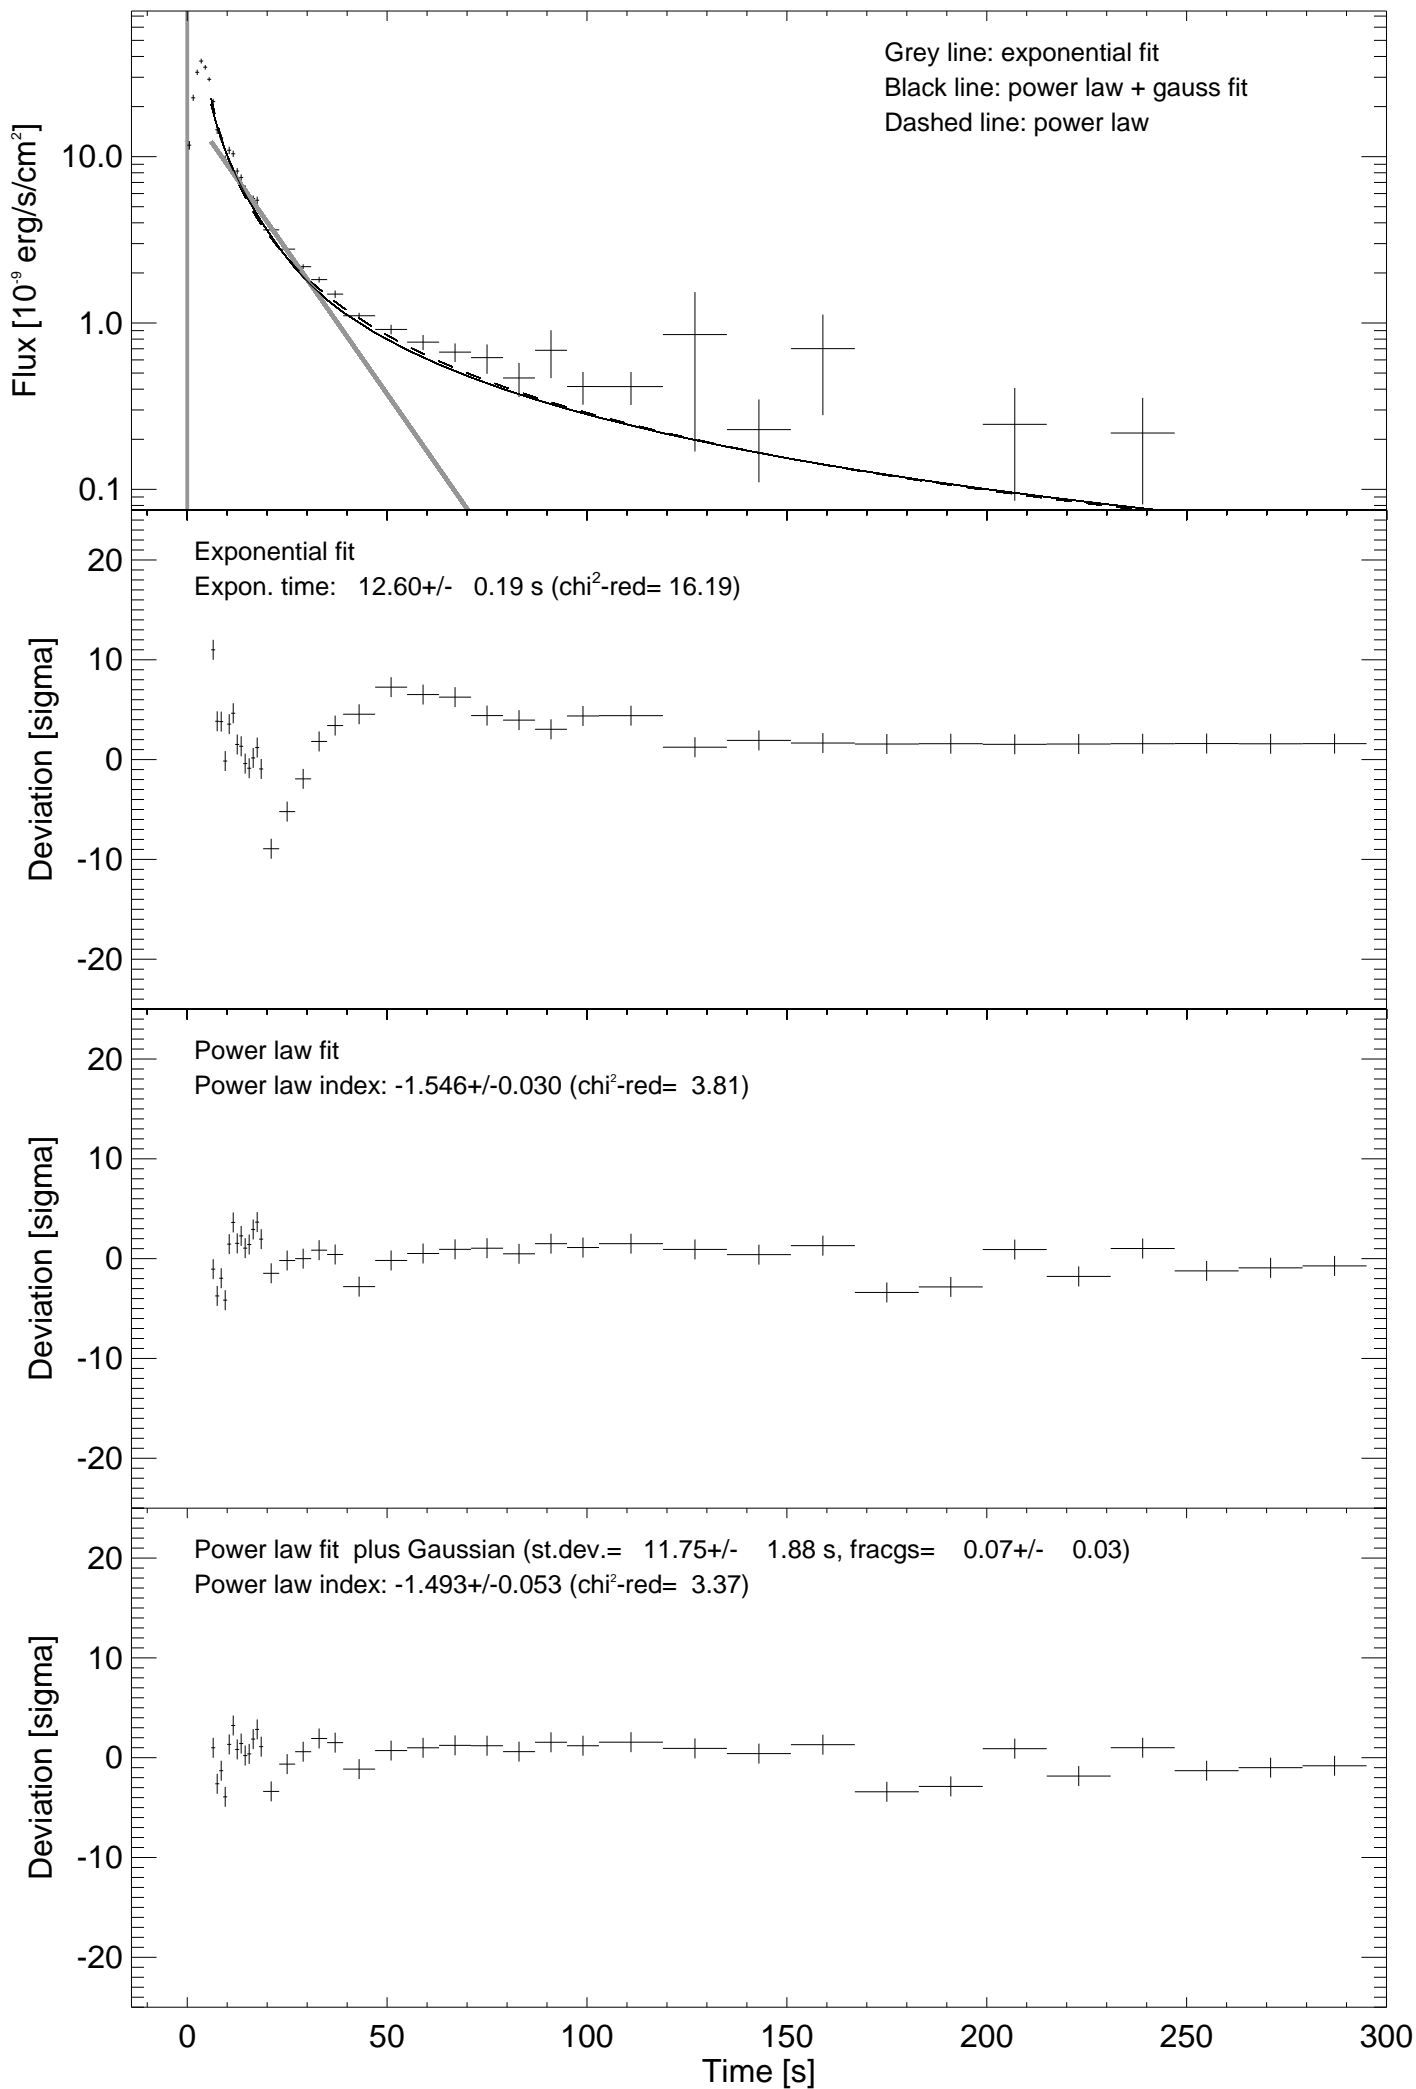 Grey line: exponential fit
Black line: power law + gauss fit
Dashed line: power law
Flux [10⁻⁹ erg/s/cm²]
10.0
1.0
0.1
Exponential fit
Expon. time: 12.60+/- 0.19 s (chi²-red= 16.19)
Deviation [sigma]
20
10
0
-10
-20
Power law fit
Power law index: -1.546+/-0.030 (chi²-red= 3.81)
Deviation [sigma]
20
10
0
-10
-20
Power law fit plus Gaussian (st.dev.= 11.75+/- 1.88 s, fracgs= 0.07+/- 0.03)
Power law index: -1.493+/-0.053 (chi²-red= 3.37)
Deviation [sigma]
20
10
0
-10
-20
0 50 100 150 200 250 300
Time [s]